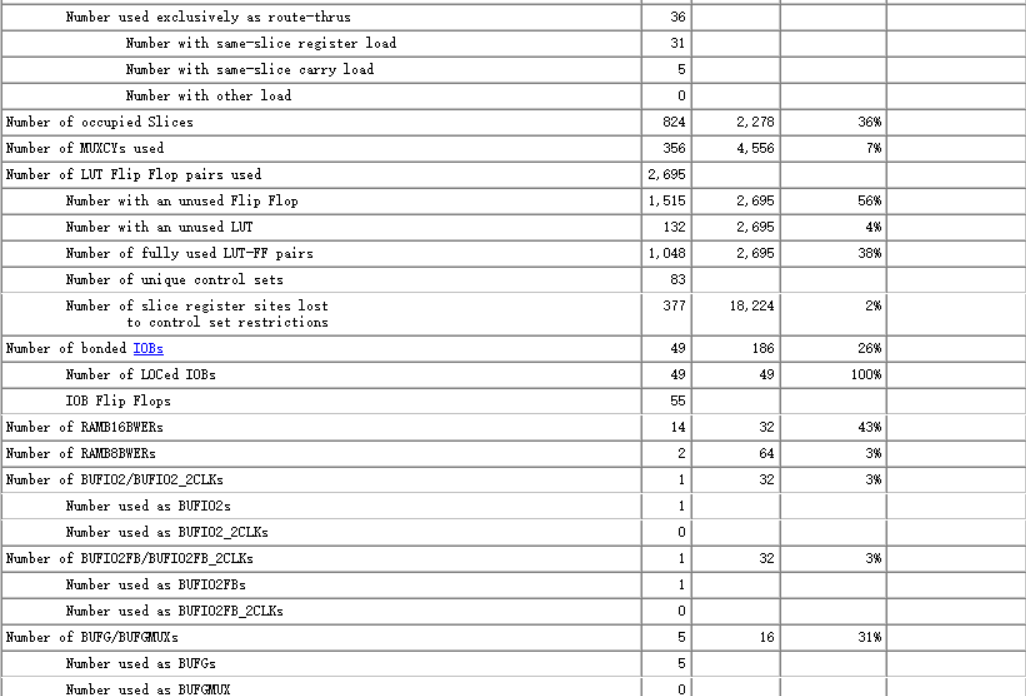 Number used exclusively as route-thrus 36
Number with same-slice register load 31
Number with same-slice carry load 5
Number with other load 0
Number of occupied Slices 824 2,278 36%
Number of MUXCYs used 356 4,556 7%
Number of LUT Flip Flop pairs used 2,695
Number with an unused Flip Flop 1,515 2,695 56%
Number with an unused LUT 132 2,695 4%
Number of fully used LUT-FF pairs 1,048 2,695 38%
Number of unique control sets 83
Number of slice register sites lost 377 18,224 2%
to control set restrictions
Number of bonded IOBs 49 186 26%
Number of LOCed IOBs 49 49 100%
IOB Flip Flops 55
Number of RAMB16BWERs 14 32 43%
Number of RAMB8BWERs 2 64 3%
Number of BUFIO2/BUFIO2_2CLKs 1 32 3%
Number used as BUFIO2s 1
Number used as BUFIO2_2CLKs 0
Number of BUFIO2FB/BUFIO2FB_2CLKs 1 32 3%
Number used as BUFIO2FBs 1
Number used as BUFIO2FB_2CLKs 0
Number of BUFG/BUFGMUXs 5 16 31%
Number used as BUFGs 5
Number used as BUFGMUX 0